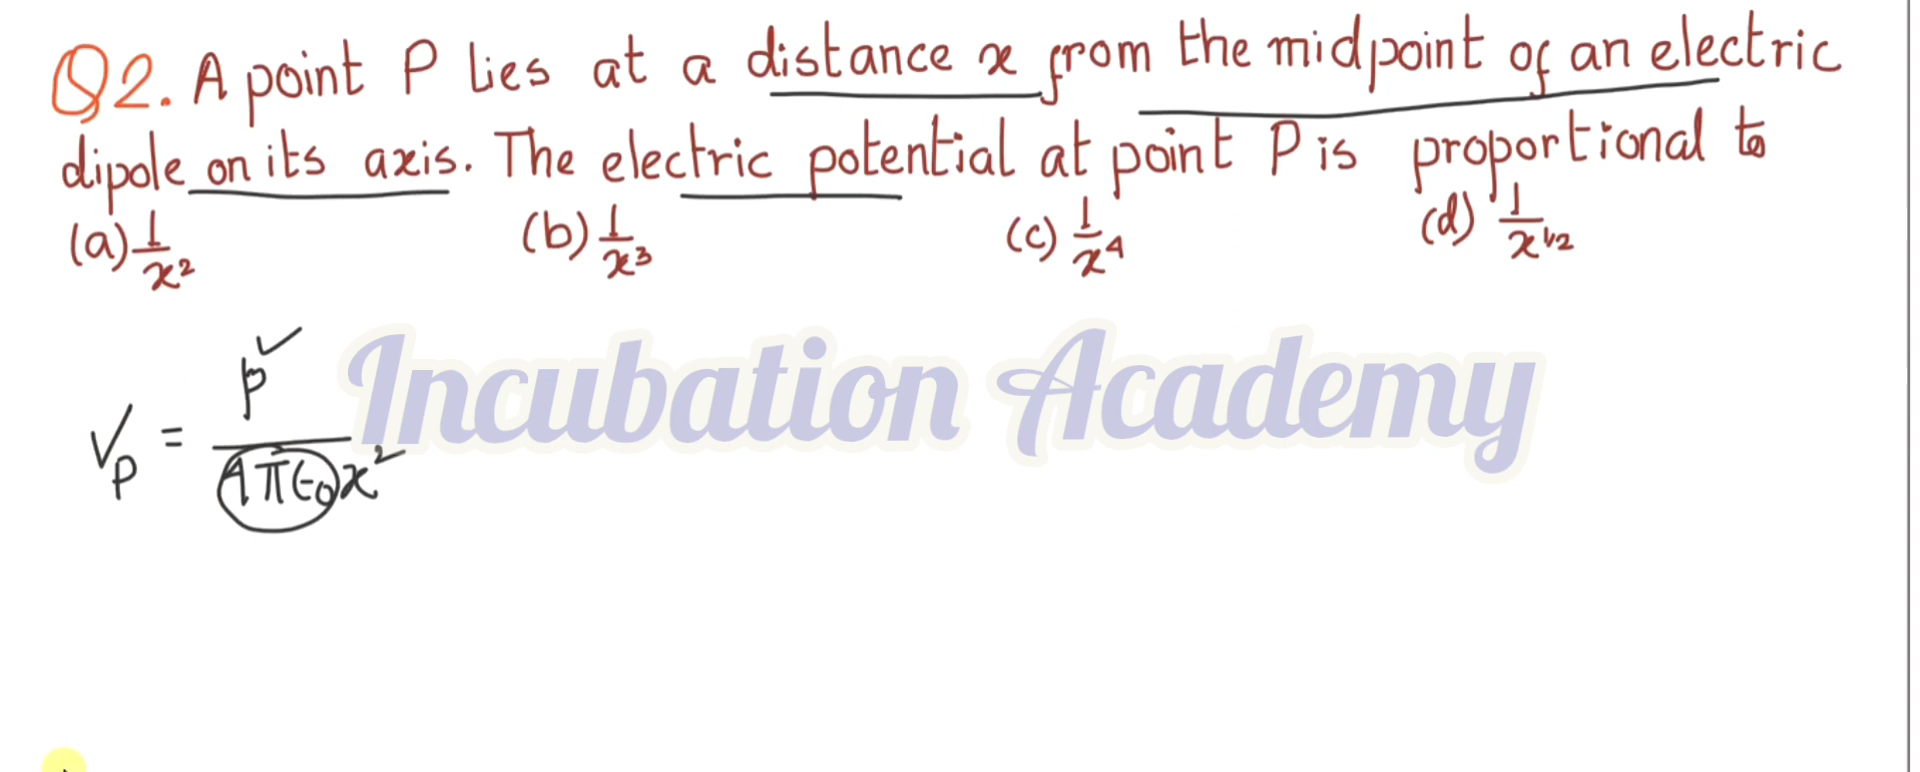 Q2. A point P lies at a distance x from the midpoint of an electric
dipole on its axis. The electric potential at point P is proportional to
(a) 1/x² (b) 1/x³ (c) 1/x⁴ (d) 1/x^1/2
Incubation Academy
V_P = p/4πϵ₀x²